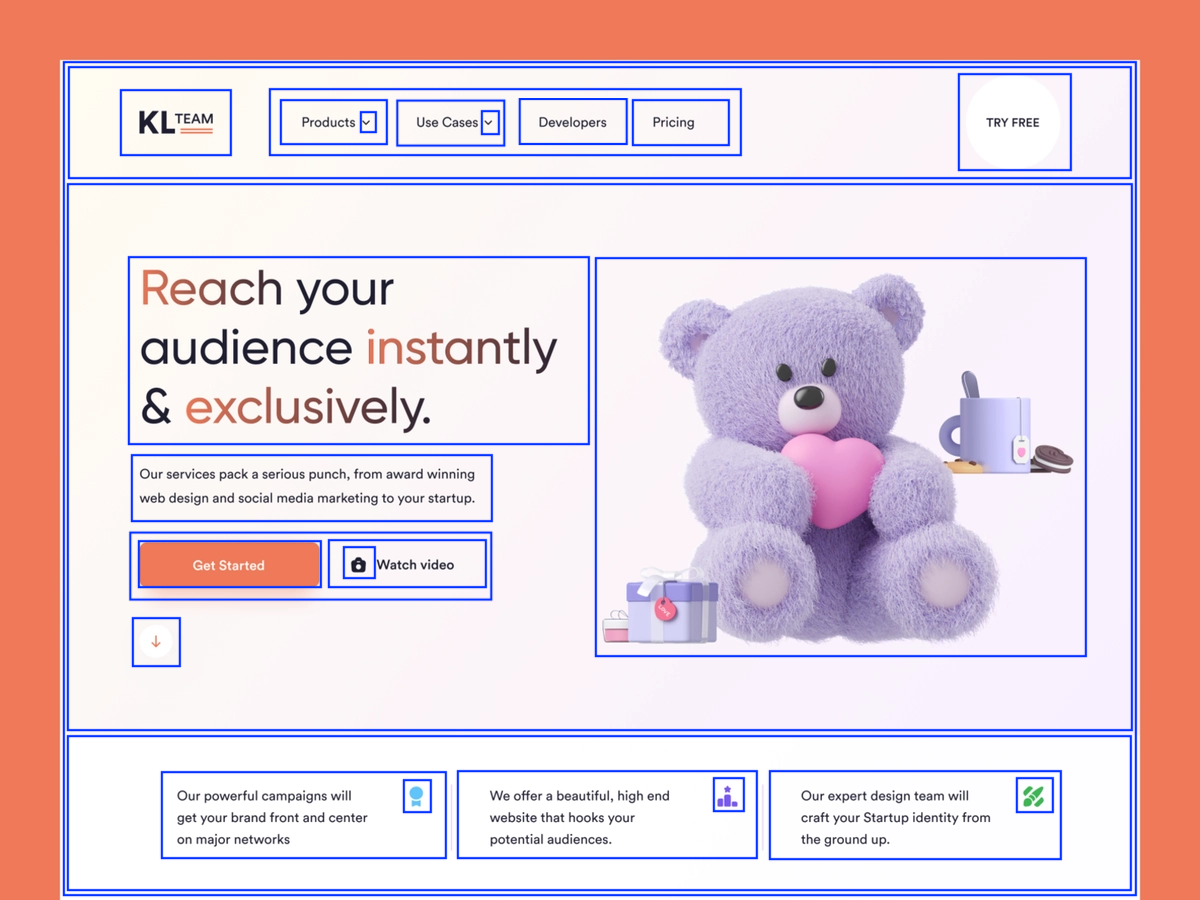 KL TEAM
Products
Use Cases
Developers
Pricing
TRY FREE
Reach your
audience instantly
& exclusively.
Our services pack a serious punch, from award winning
web design and social media marketing to your startup.
Get Started
Watch video
LOVE
Our powerful campaigns will
get your brand front and center
on major networks
We offer a beautiful, high end
website that hooks your
potential audiences.
Our expert design team will
craft your Startup identity from
the ground up.